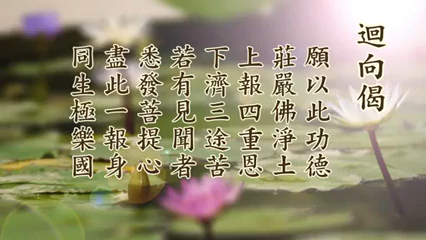 迴向偈
願以此功德
莊嚴佛淨土
上報四重恩
下濟三途苦
若有見聞者
悉發菩提心
盡此一報身
同生極樂國